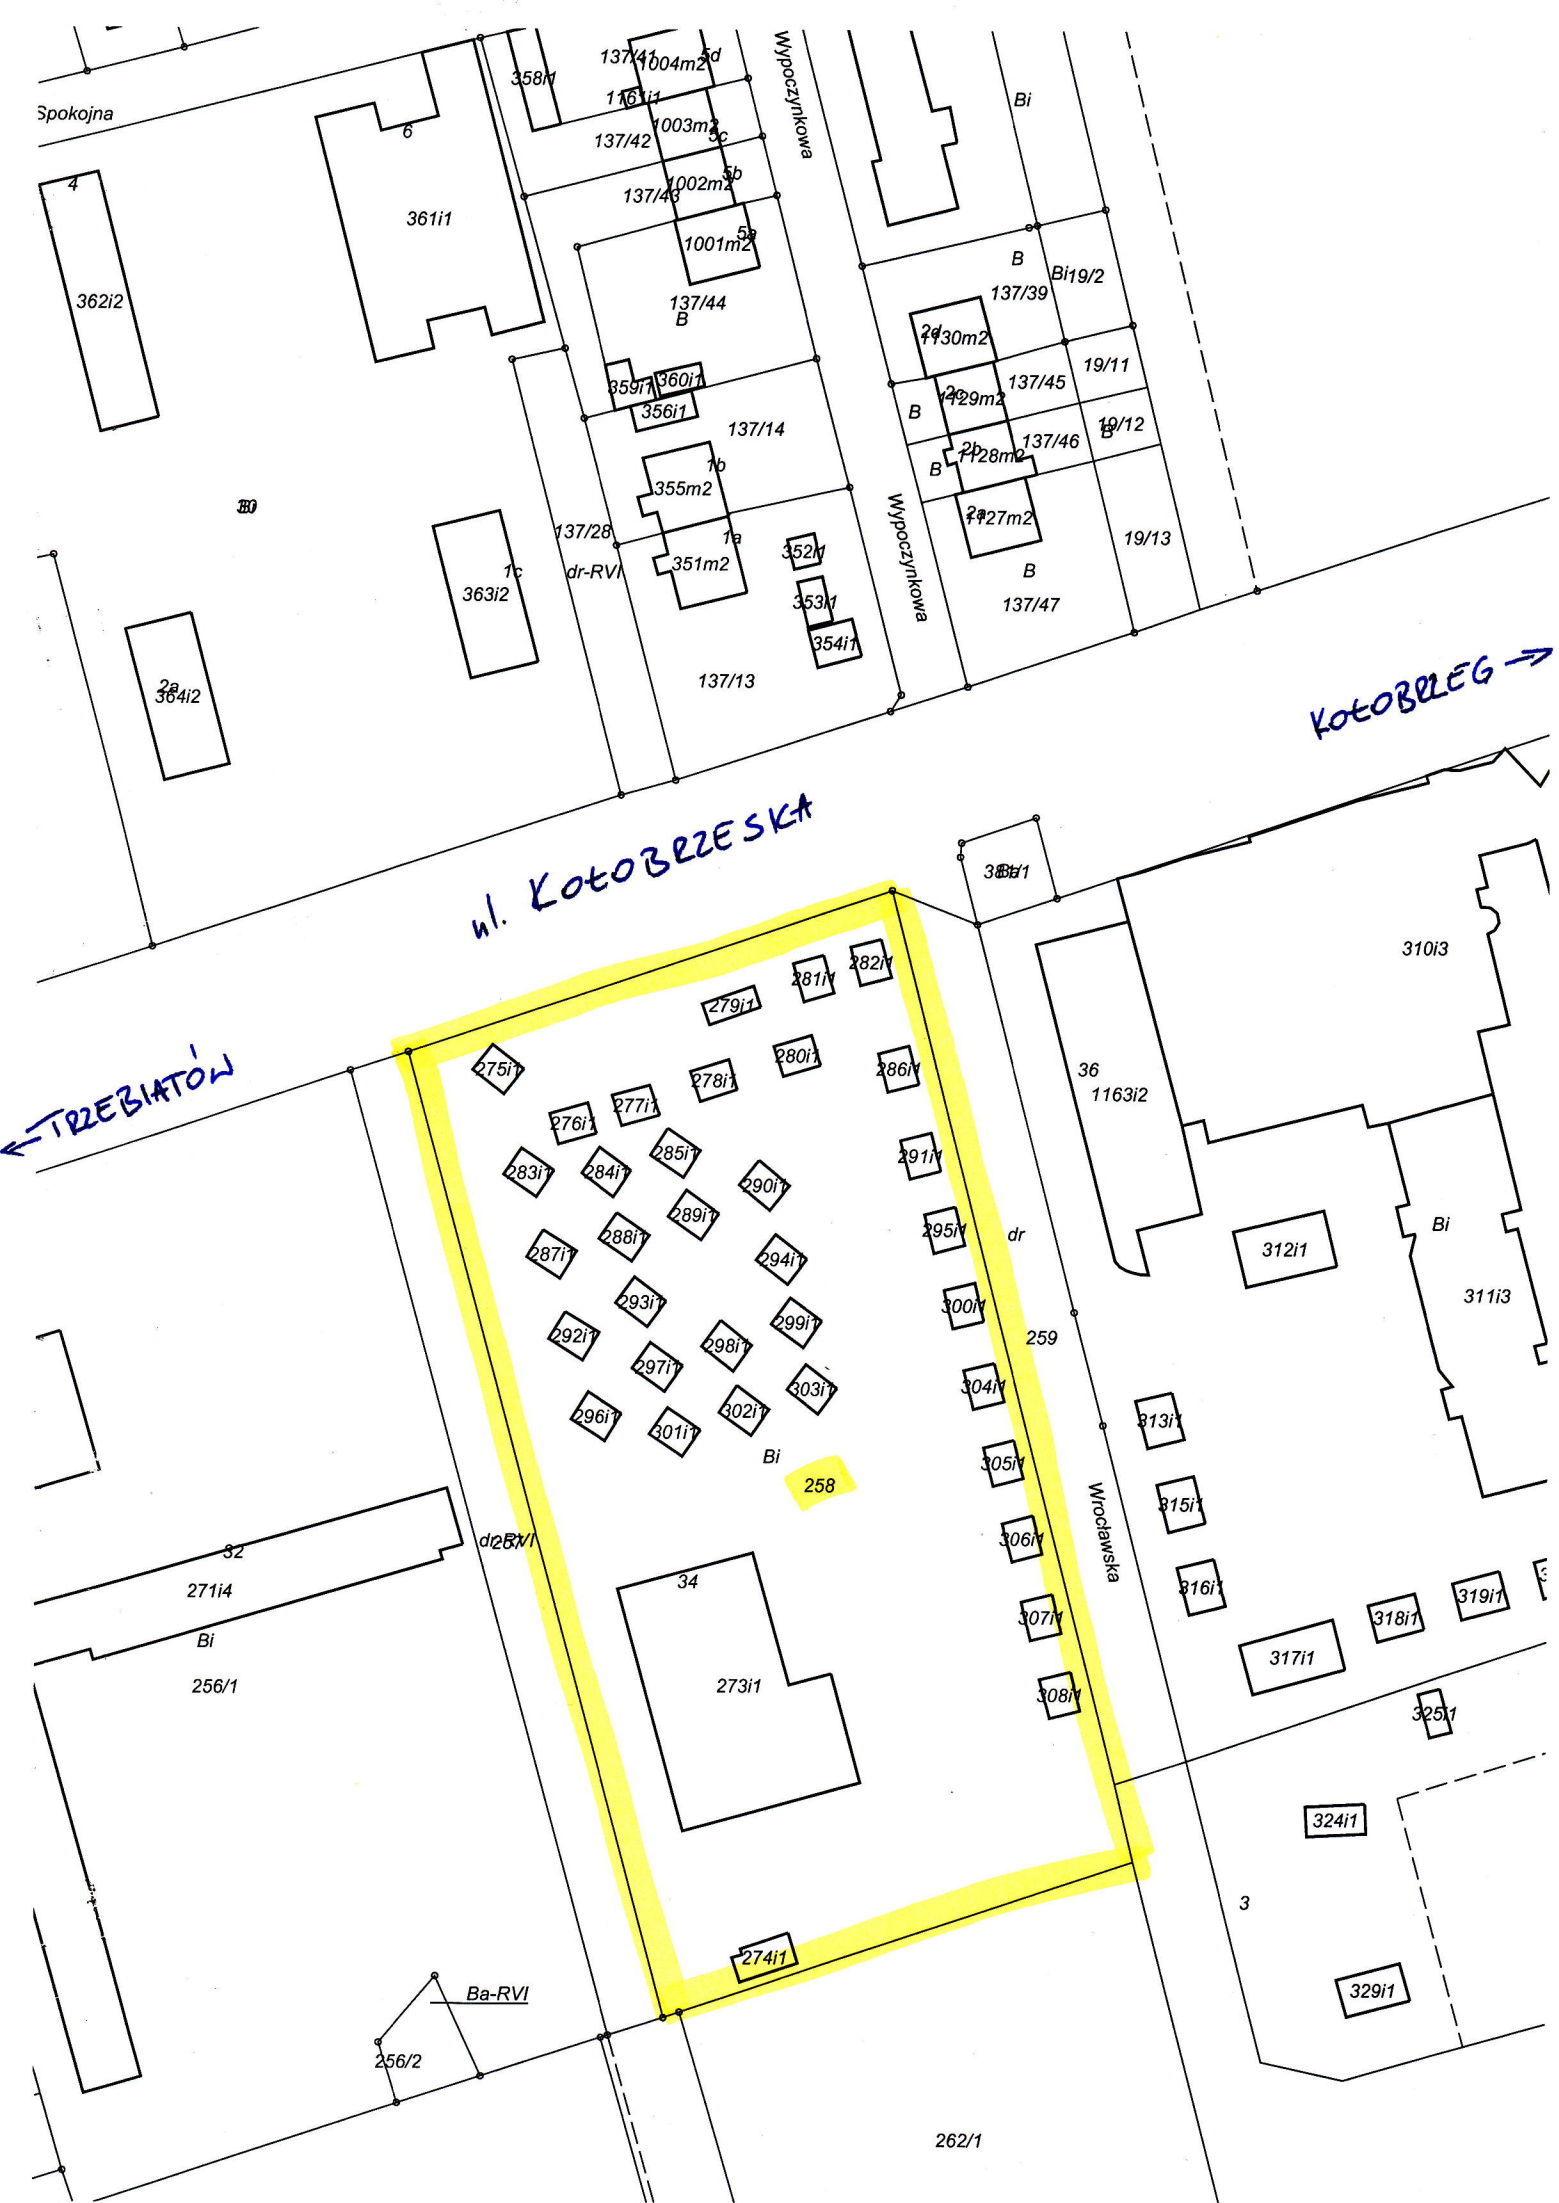 137/41
5d
1004m2
358i1
1161i1
Spokojna
6
1003m2
5c
137/42
Wypoczynkowa
Bi
4
5b
1002m2
137/43
361i1
5a
1001m2
B
Bi
19/2
137/39
362i2
137/44
B
2d
1130m2
19/11
359i1
360i1
137/45
2c
1129m2
356i1
B
19/12
B
137/14
137/46
2b
1128m2
1b
B
355m2
Wypoczynkowa
2a
1127m2
137/28
1a
19/13
352i1
351m2
dr-RVI
1c
363i2
B
353i1
137/47
354i1
137/13
2a
364i2
KOŁOBRZEG →
ul. KOŁOBRZESKA
381/1
310i3
282i1
281i1
279i1
280i1
275i1
286i1
278i1
36
1163i2
← TRZEBIATÓW
277i1
276i1
285i1
291i1
283i1
284i1
290i1
289i1
Bi
295i1
dr
288i1
287i1
312i1
294i1
311i3
293i1
300i1
299i1
259
292i1
298i1
297i1
304i1
303i1
302i1
296i1
313i1
301i1
Bi
305i1
258
315i1
Wrocławska
306i1
dr-RVI
257
32
34
271i4
316i1
319i1
307i1
318i1
Bi
317i1
256/1
273i1
308i1
325i1
324i1
3
274i1
Ba-RVI
329i1
256/2
262/1